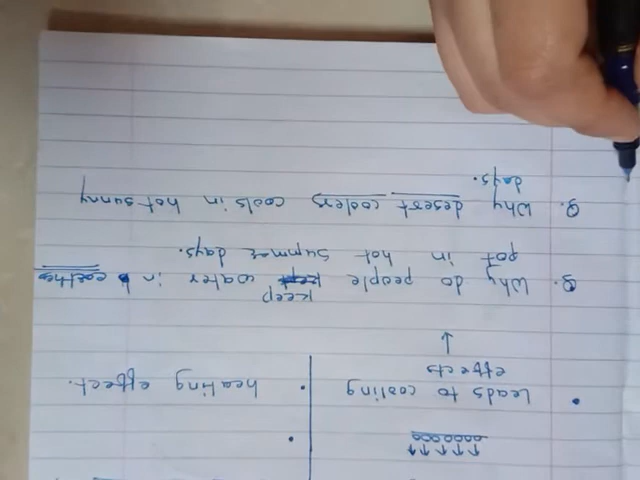 • Leads to cooling effects
• heating effect.
Q. Why do people keep water in earthen
pot in hot summer days.
Q. Why desert coolers cools in hot sunny
days.